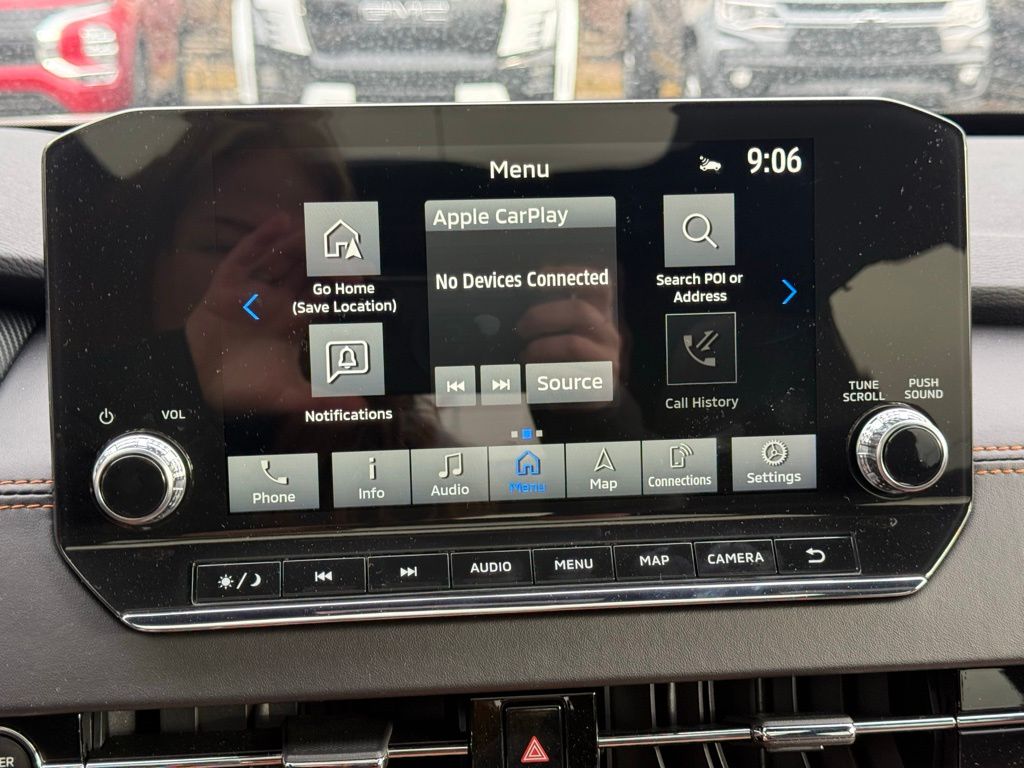 GMC
Menu
9:06
Apple CarPlay
No Devices Connected
Go Home
(Save Location)
Search POI or
Address
Notifications
Source
Call History
VOL
TUNE
SCROLL
PUSH
SOUND
Phone
Info
Audio
Menu
Map
Connections
Settings
AUDIO
MENU
MAP
CAMERA